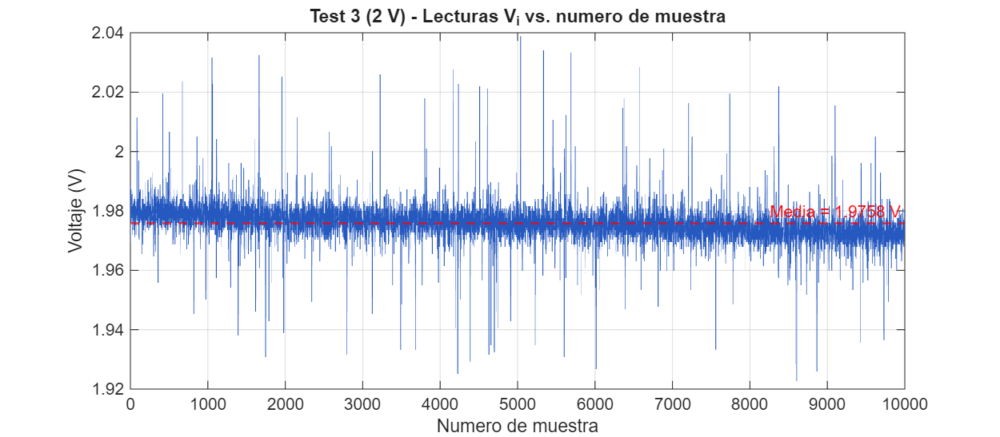 Test 3 (2 V) - Lecturas Vi vs. numero de muestra
2.04
2.02
2
1.98
1.96
1.94
1.92
Voltaje (V)
Media = 1.9758 V
0 1000 2000 3000 4000 5000 6000 7000 8000 9000 10000
Numero de muestra